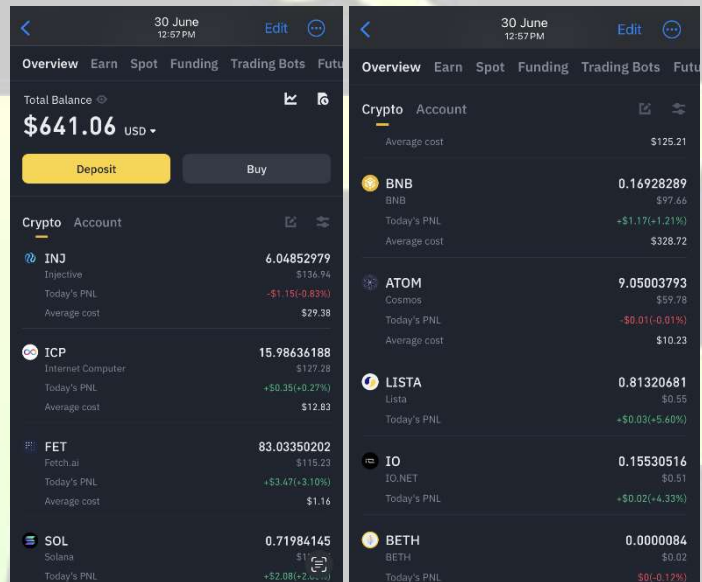 30 June
12:57 PM
Edit
Overview Earn Spot Funding Trading Bots Futu
Total Balance
$641.06 USD
Deposit
Buy
Crypto Account
INJ 6.04852979
Injective $136.94
Today's PNL -$1.15(-0.83%)
Average cost $29.38
ICP 15.98636188
Internet Computer $127.28
Today's PNL +$0.35(+0.27%)
Average cost $12.83
FET 83.03350202
Fetch.ai $115.23
Today's PNL +$3.47(+3.10%)
Average cost $1.16
SOL 0.71984145
Solana
Today's PNL
30 June
12:57 PM
Edit
Overview Earn Spot Funding Trading Bots Futu
Crypto Account
Average cost $125.21
BNB 0.16928289
BNB $97.66
Today's PNL +$1.17(+1.21%)
Average cost $328.72
ATOM 9.05003793
Cosmos $59.78
Today's PNL -$0.01(-0.01%)
Average cost $10.23
LISTA 0.81320681
Lista $0.55
Today's PNL +$0.03(+5.60%)
IO 0.15530516
IO.NET $0.51
Today's PNL +$0.02(+4.33%)
BETH 0.0000084
BETH $0.02
Today's PNL $0(-0.12%)